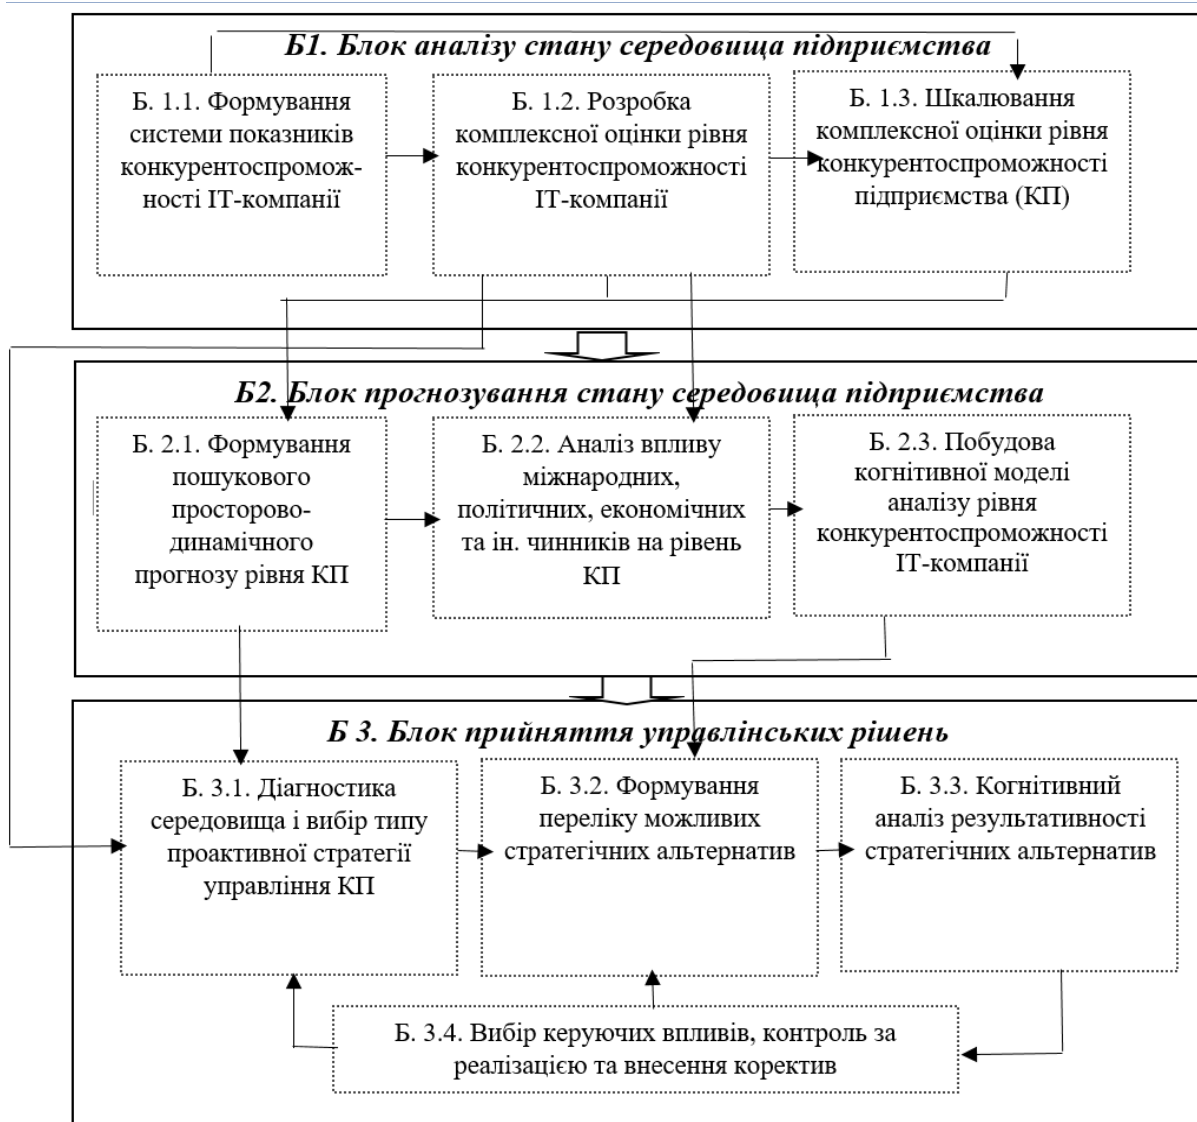 Б1. Блок аналізу стану середовища підприємства
Б. 1.1. Формування
системи показників
конкурентоспромож-
ності ІТ-компанії
Б. 1.2. Розробка
комплексної оцінки рівня
конкурентоспроможності
ІТ-компанії
Б. 1.3. Шкалювання
комплексної оцінки рівня
конкурентоспроможності
підприємства (КП)
Б2. Блок прогнозування стану середовища підприємства
Б. 2.1. Формування
пошукового
просторово-
динамічного
прогнозу рівня КП
Б. 2.2. Аналіз впливу
міжнародних,
політичних, економічних
та ін. чинників на рівень
КП
Б. 2.3. Побудова
когнітивної моделі
аналізу рівня
конкурентоспроможності
ІТ-компанії
Б 3. Блок прийняття управлінських рішень
Б. 3.1. Діагностика
середовища і вибір типу
проактивної стратегії
управління КП
Б. 3.2. Формування
переліку можливих
стратегічних альтернатив
Б. 3.3. Когнітивний
аналіз результативності
стратегічних альтернатив
Б. 3.4. Вибір керуючих впливів, контроль за
реалізацією та внесення коректив